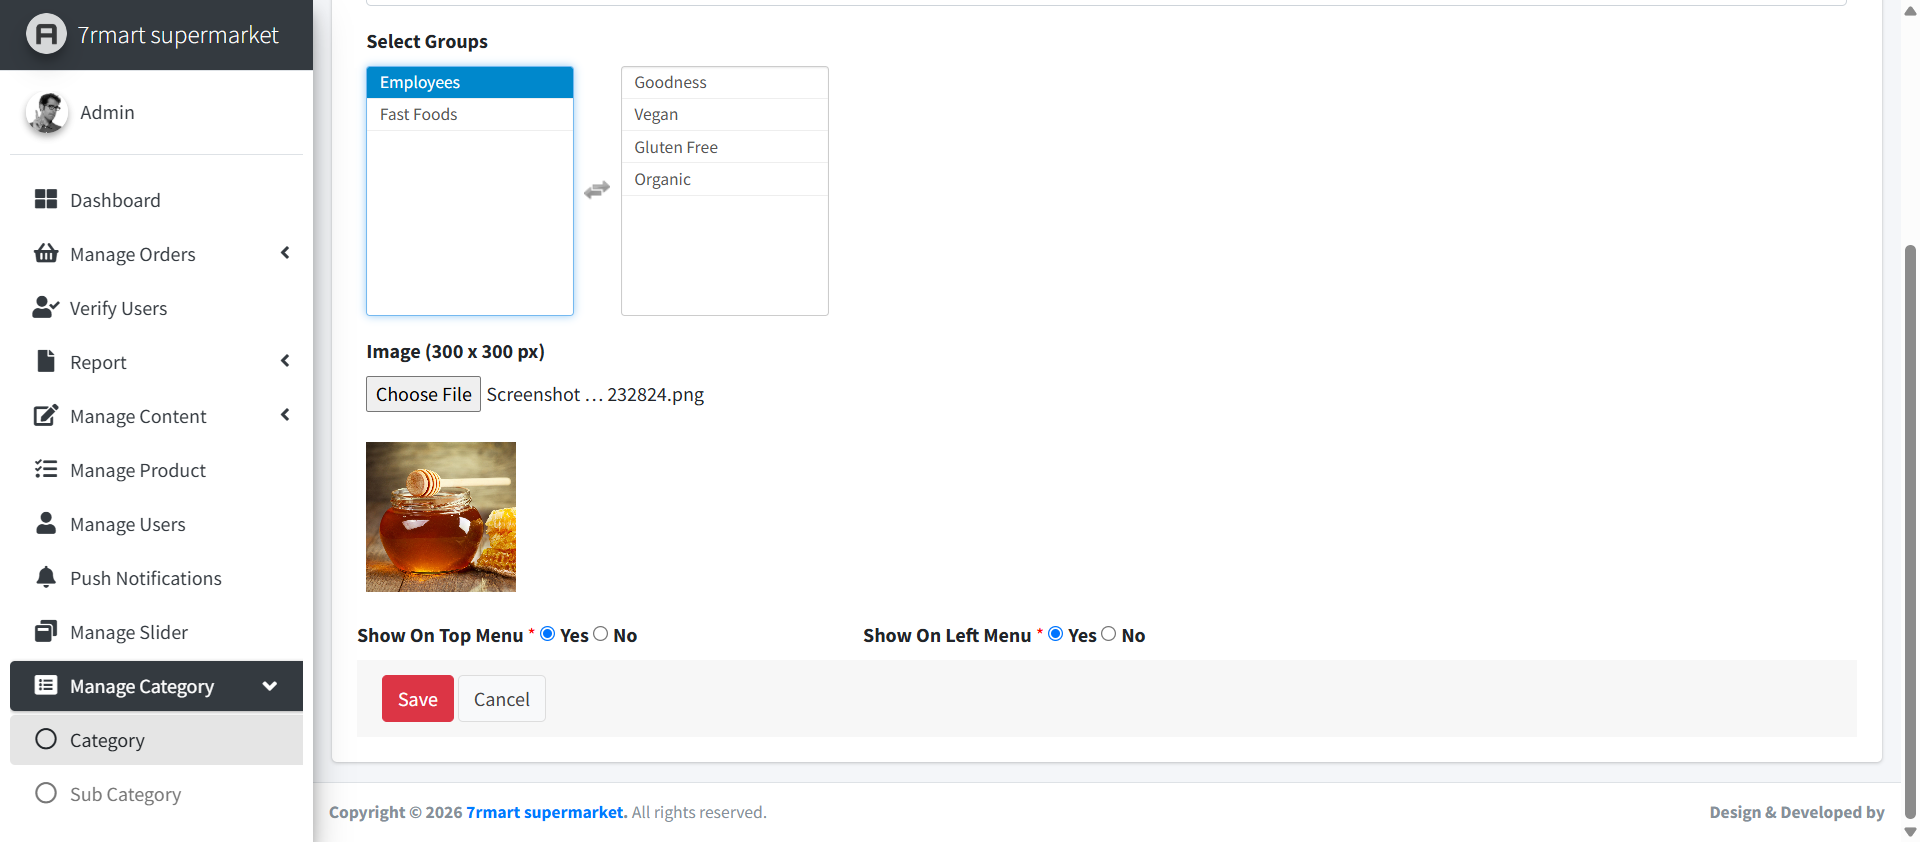 7rmart supermarket
Admin
Dashboard
Manage Orders
Verify Users
Report
Manage Content
Manage Product
Manage Users
Push Notifications
Manage Slider
Manage Category
Category
Sub Category
Select Groups
Employees
Fast Foods
Goodness
Vegan
Gluten Free
Organic
Image (300 x 300 px)
Choose File Screenshot ... 232824.png
Show On Top Menu * Yes No
Show On Left Menu * Yes No
Save Cancel
Copyright © 2026 7rmart supermarket. All rights reserved.
Design & Developed by